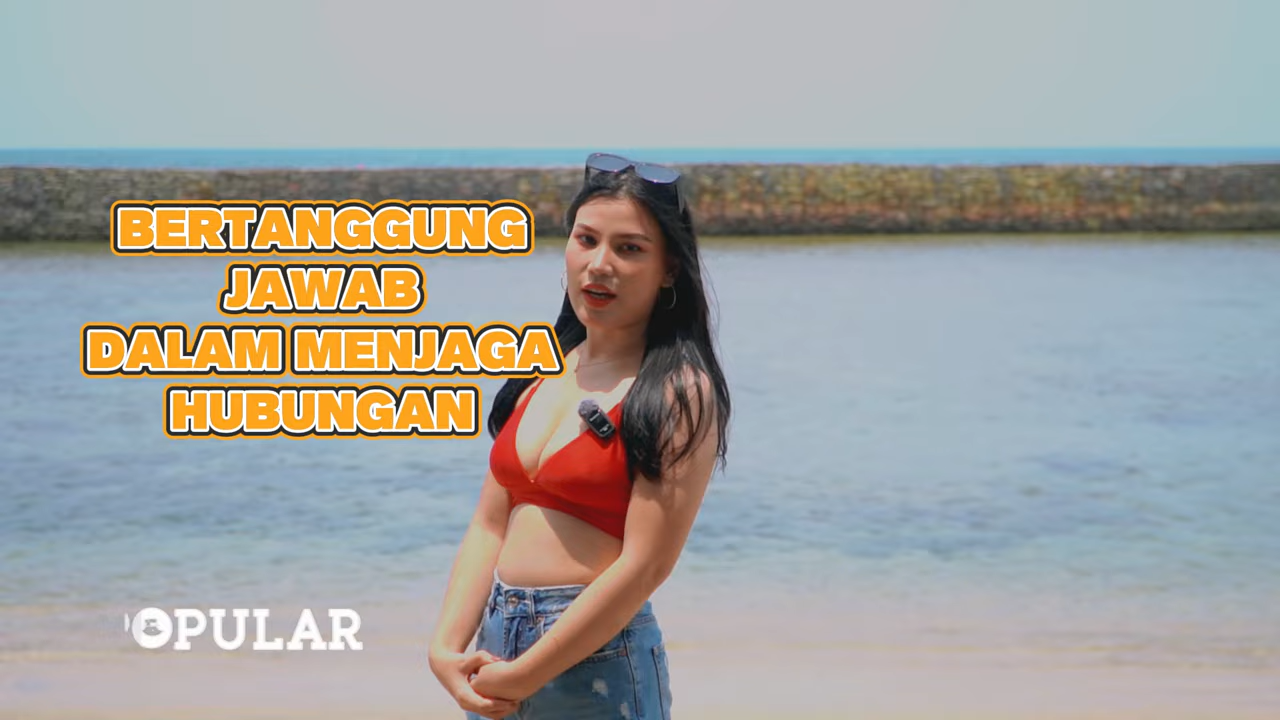 BERTANGGUNG
JAWAB
DALAM MENJAGA
HUBUNGAN
OPULAR